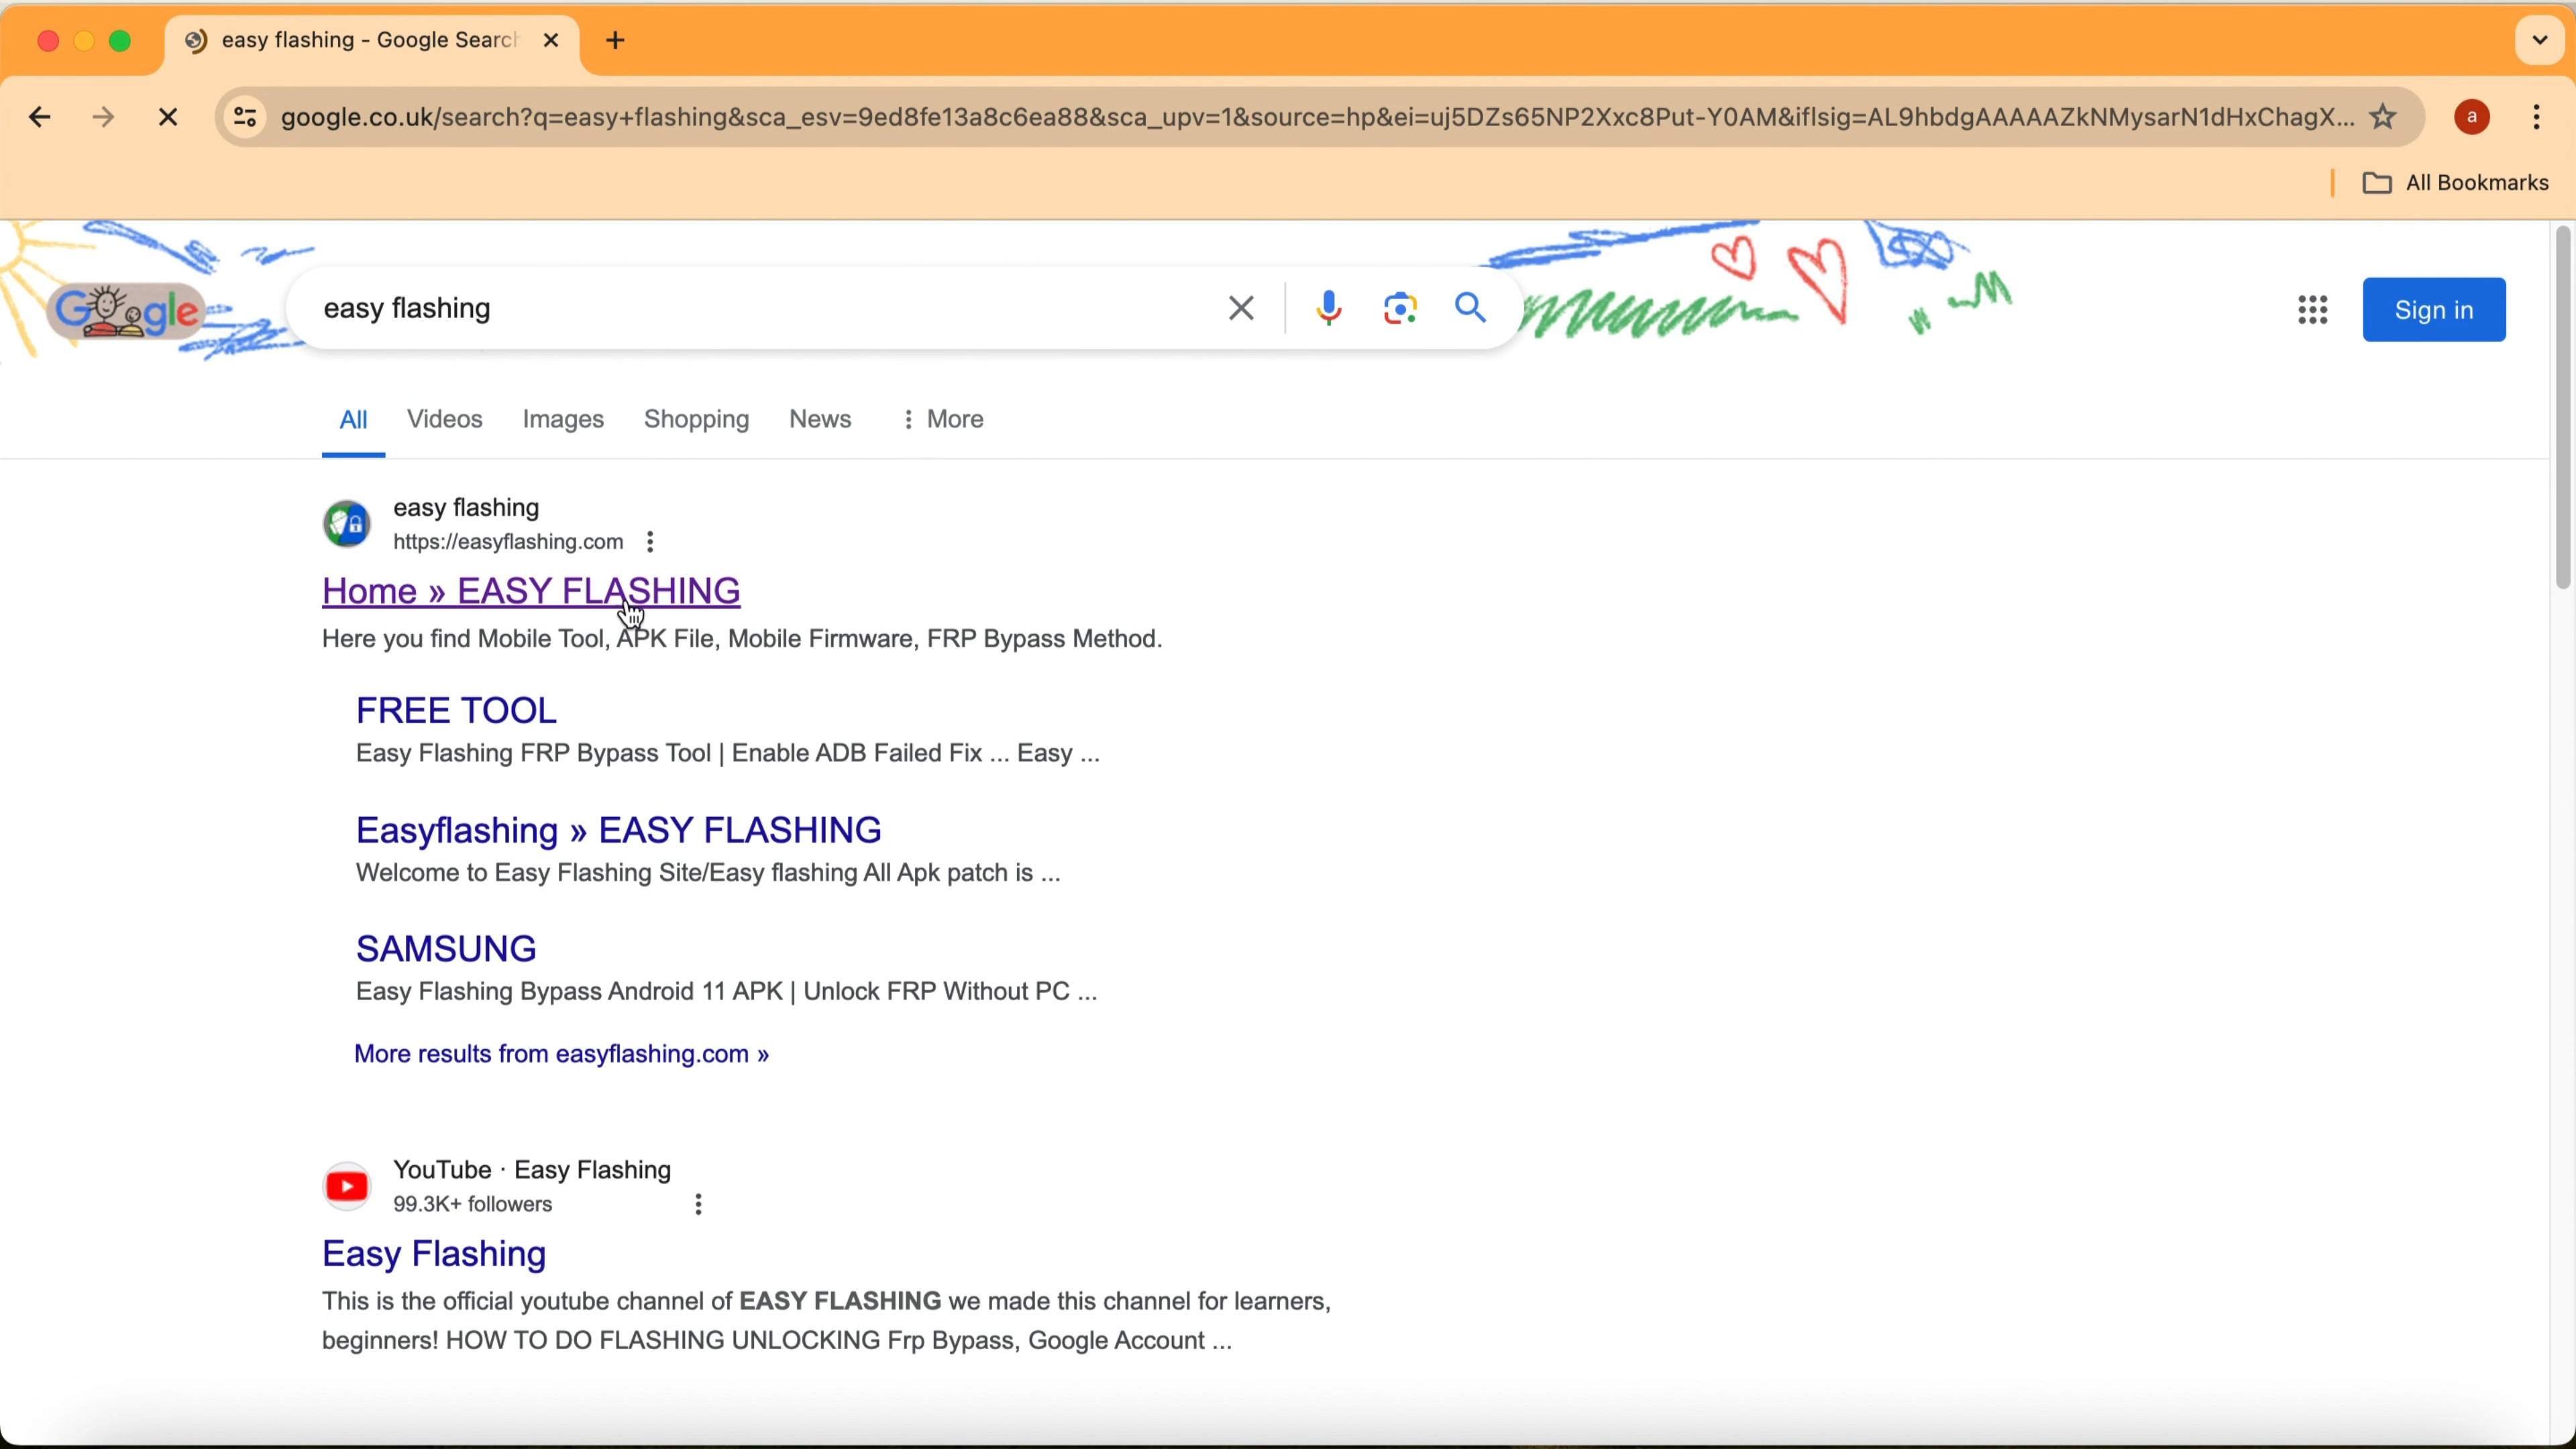 easy flashing - Google Search
google.co.uk/search?q=easy+flashing&sca_esv=9ed8fe13a8c6ea88&sca_upv=1&source=hp&ei=uj5DZs65NP2Xxc8Put-Y0AM&iflsig=AL9hbdgAAAAAZkNMysarN1dHxChagX...
a
All Bookmarks
Google
easy flashing
Sign in
All Videos Images Shopping News More
easy flashing
https://easyflashing.com
Home » EASY FLASHING
Here you find Mobile Tool, APK File, Mobile Firmware, FRP Bypass Method.
FREE TOOL
Easy Flashing FRP Bypass Tool | Enable ADB Failed Fix ... Easy ...
Easyflashing » EASY FLASHING
Welcome to Easy Flashing Site/Easy flashing All Apk patch is ...
SAMSUNG
Easy Flashing Bypass Android 11 APK | Unlock FRP Without PC ...
More results from easyflashing.com »
YouTube · Easy Flashing
99.3K+ followers
Easy Flashing
This is the official youtube channel of EASY FLASHING we made this channel for learners,
beginners! HOW TO DO FLASHING UNLOCKING Frp Bypass, Google Account ...